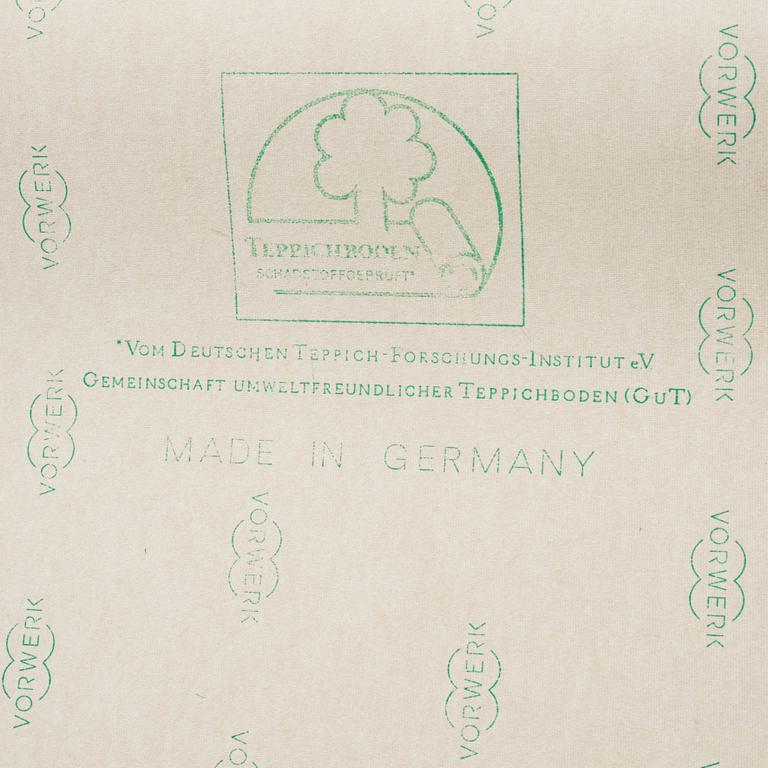 VORWERK
VORWERK
TEPPICHBODEN
SCHADSTOFFGEPRÜFT*
VORWERK
*VOM DEUTSCHEN TEPPICH-FORSCHUNGS-INSTITUT eV.
GEMEINSCHAFT UMWELTFREUNDLICHER TEPPICHBODEN (GUT)
VORWERK
MADE IN GERMANY
VORWERK
VORWERK
VORWERK
VORWERK